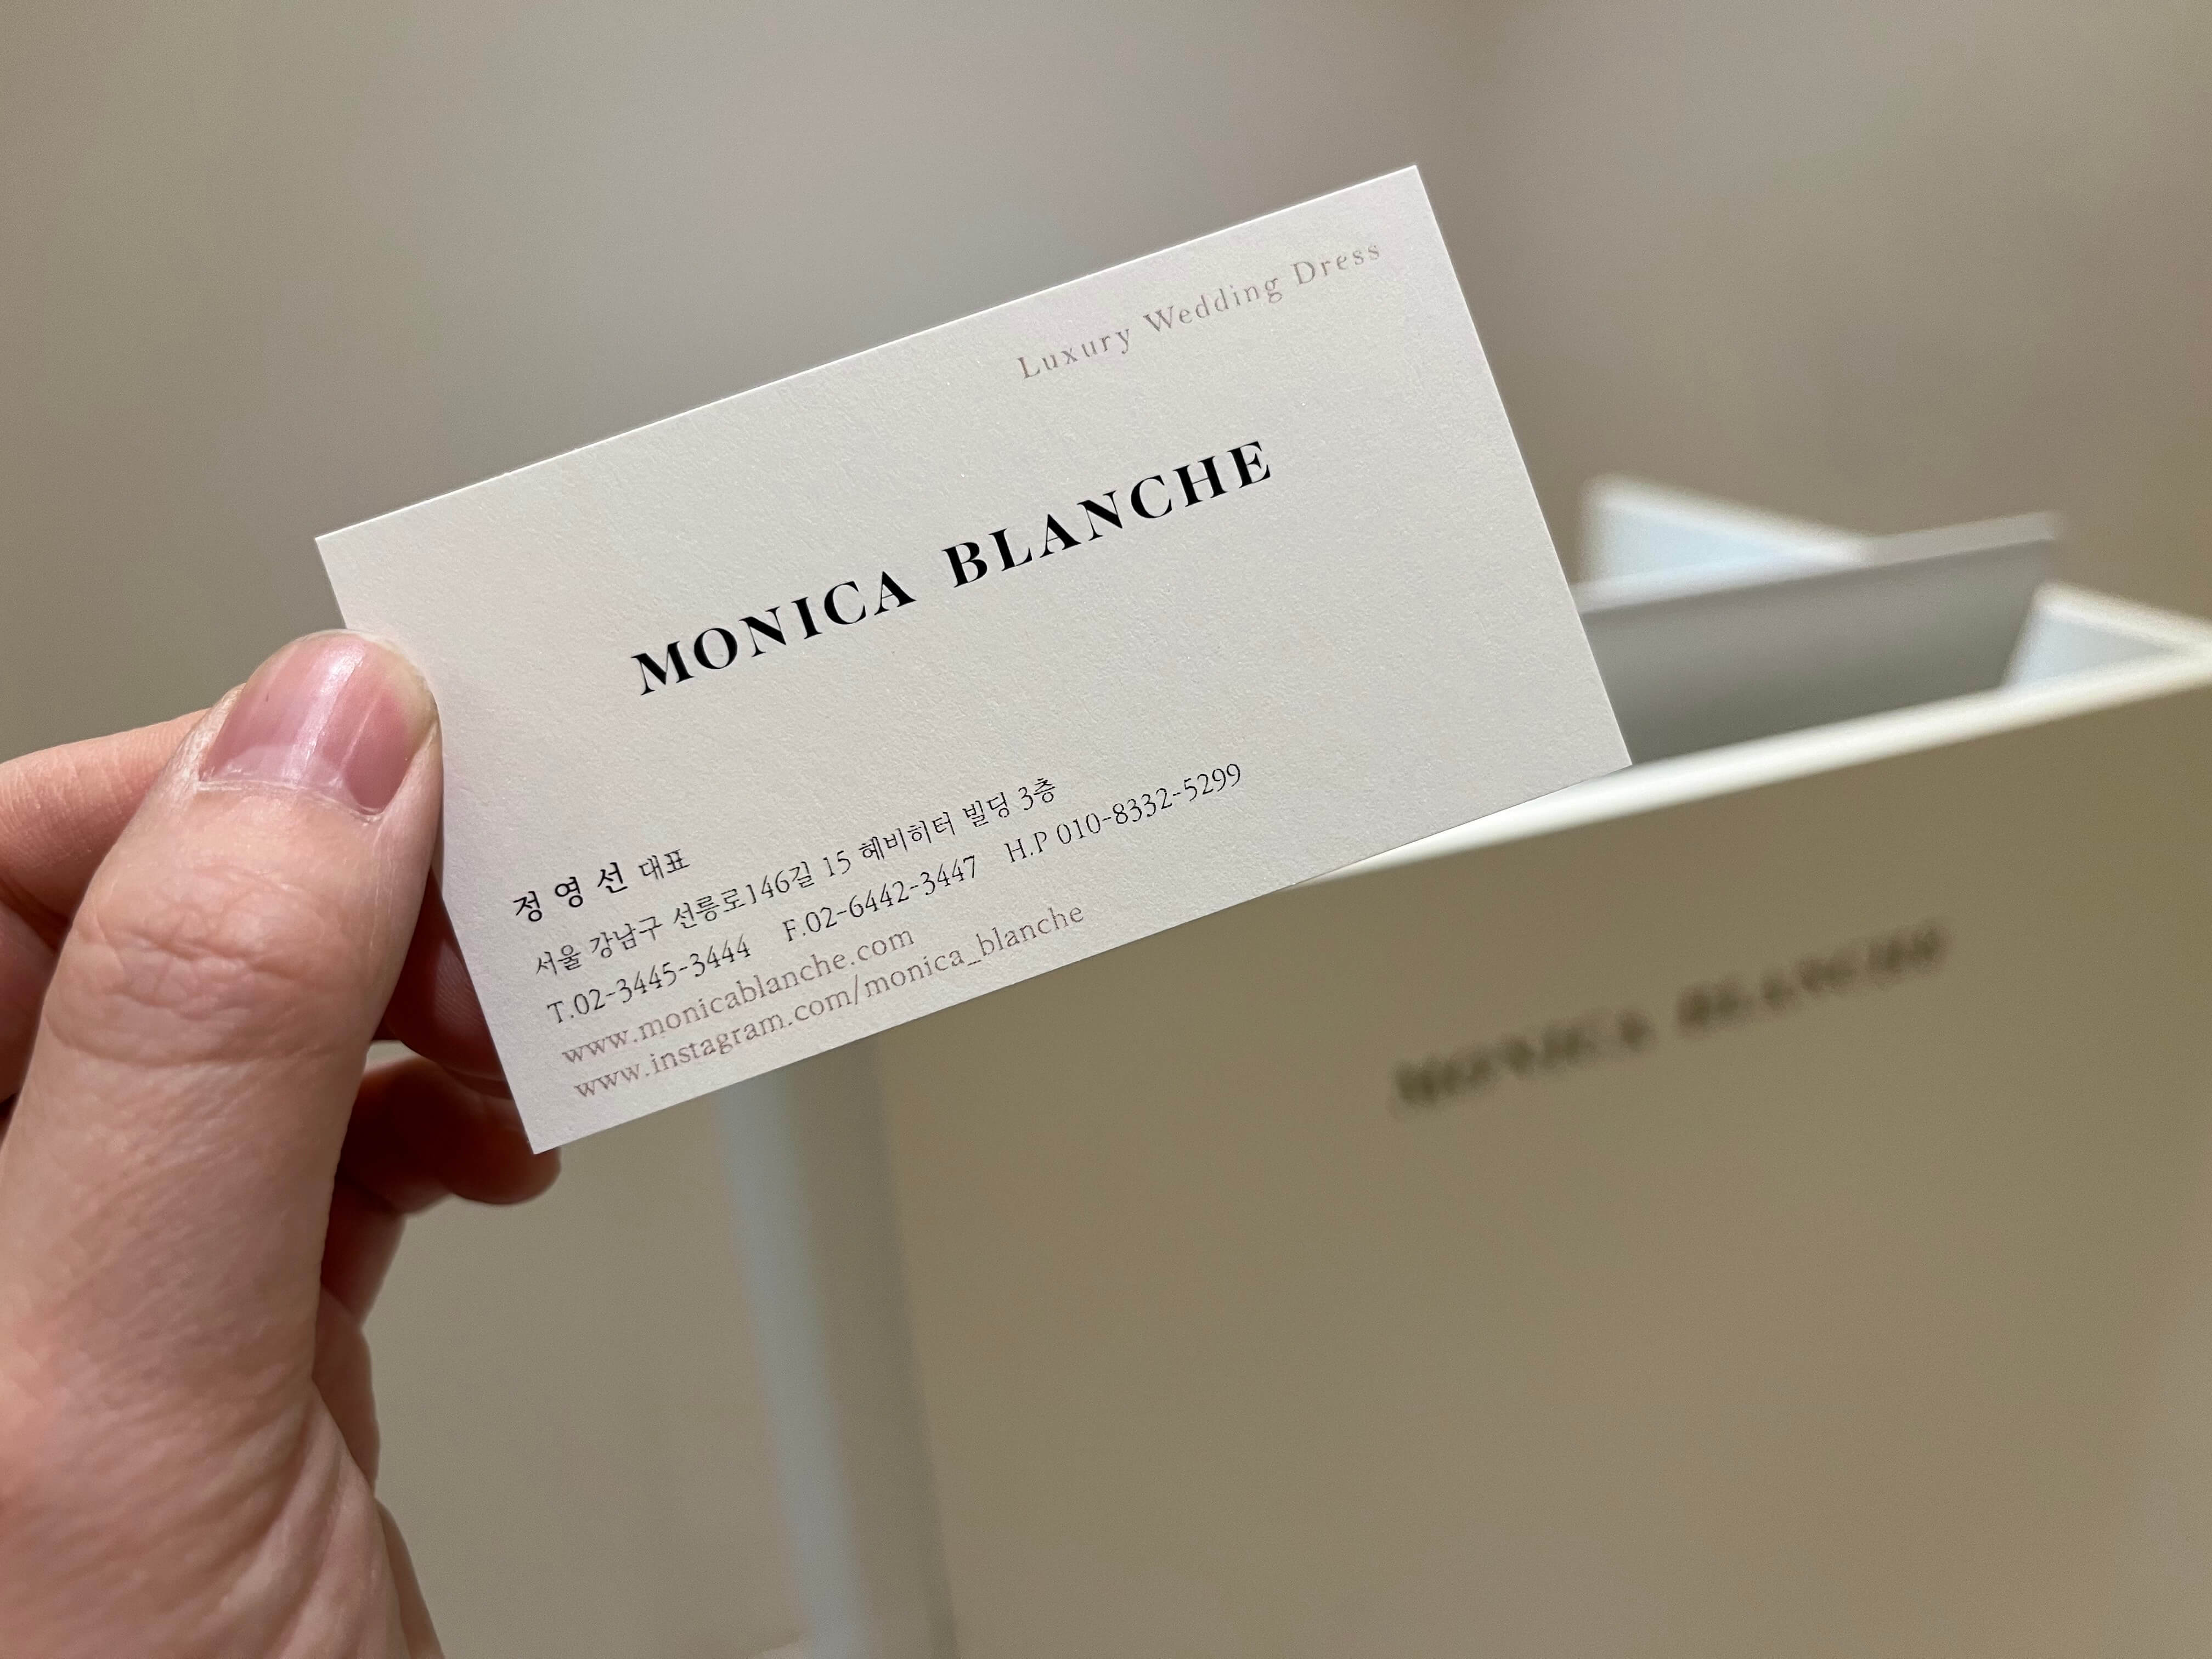 Luxury Wedding Dress
MONICA BLANCHE
정영선 대표
서울 강남구 선릉로146길 15 헤비히터 빌딩 3층
T.02-3445-3444 F.02-6442-3447 H.P 010-8332-5299
www.monicablanche.com
www.instagram.com/monica_blanche
MONICA BLANCHE